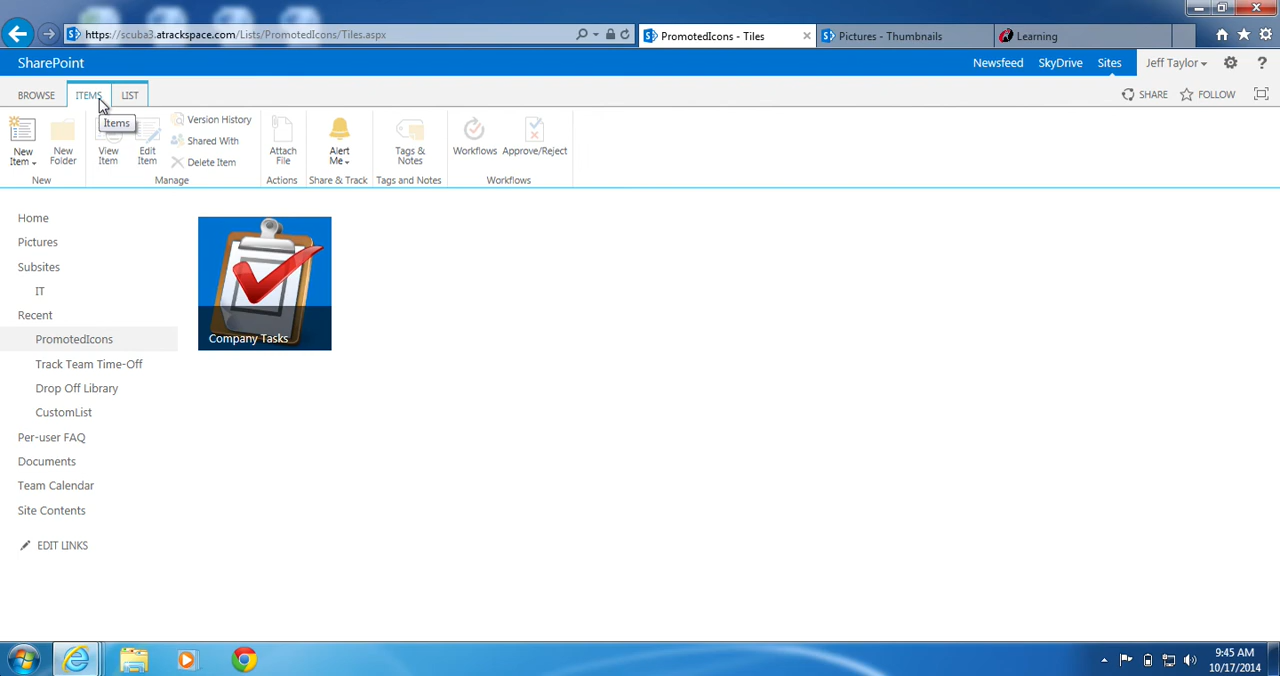 https://scuba3.atrackspace.com/Lists/PromotedIcons/Tiles.aspx
PromotedIcons - Tiles
Pictures - Thumbnails
Learning
SharePoint
Newsfeed
SkyDrive
Sites
Jeff Taylor
?
BROWSE
ITEMS
LIST
SHARE
FOLLOW
Items
New
Item
New
Folder
View
Item
Edit
Item
Version History
Shared With
Delete Item
Attach
File
Alert
Me
Tags &
Notes
Workflows
Approve/Reject
New
Manage
Actions
Share & Track
Tags and Notes
Workflows
Home
Pictures
Subsites
IT
Recent
PromotedIcons
Track Team Time-Off
Drop Off Library
CustomList
Per-user FAQ
Documents
Team Calendar
Site Contents
EDIT LINKS
Company Tasks
9:45 AM
10/17/2014